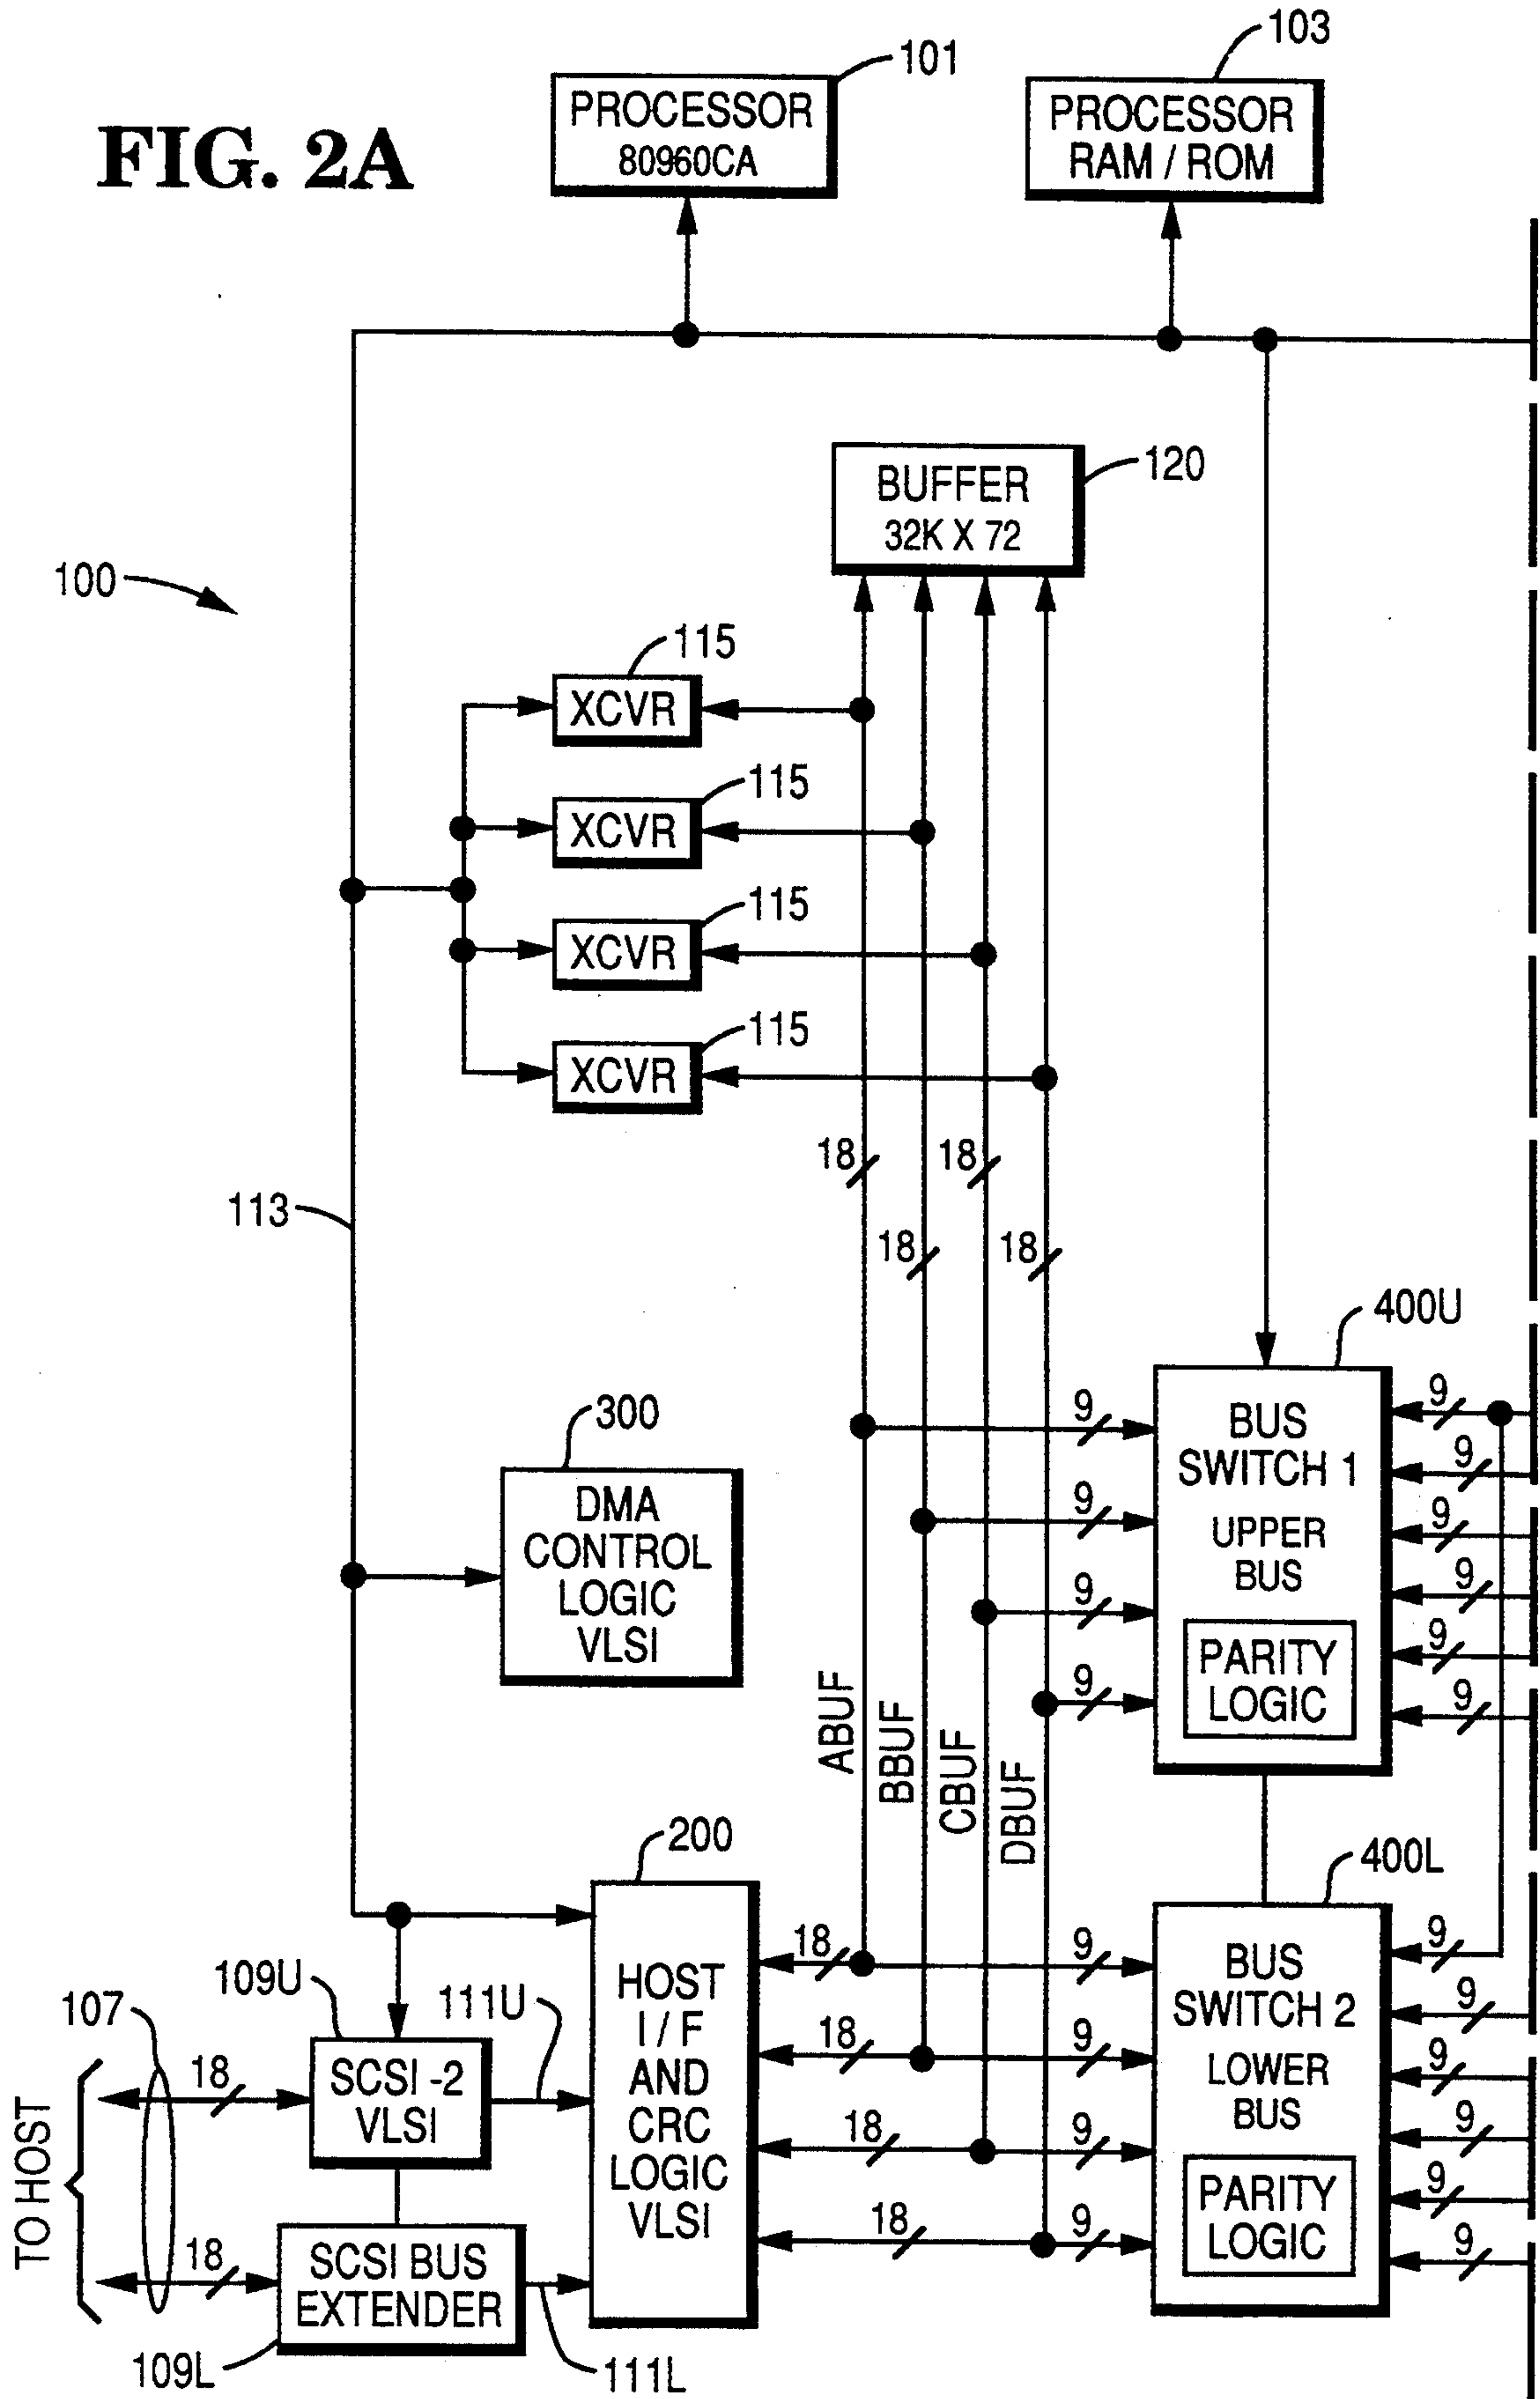 FIG. 2A
101
PROCESSOR
80960CA
103
PROCESSOR
RAM / ROM
120
BUFFER
32K X 72
100
115
XCVR
115
XCVR
115
XCVR
115
XCVR
18
18
18
18
113
400U
BUS
SWITCH 1
UPPER
BUS
PARITY
LOGIC
9
9
9
9
9
9
9
9
9
9
300
DMA
CONTROL
LOGIC
VLSI
ABUF
BBUF
CBUF
DBUF
200
HOST
I / F
AND
CRC
LOGIC
VLSI
18
18
18
18
400L
BUS
SWITCH 2
LOWER
BUS
PARITY
LOGIC
9
9
9
9
9
9
9
9
9
9
109U
111U
107
SCSI -2
VLSI
18
TO HOST
18
SCSI BUS
EXTENDER
109L
111L